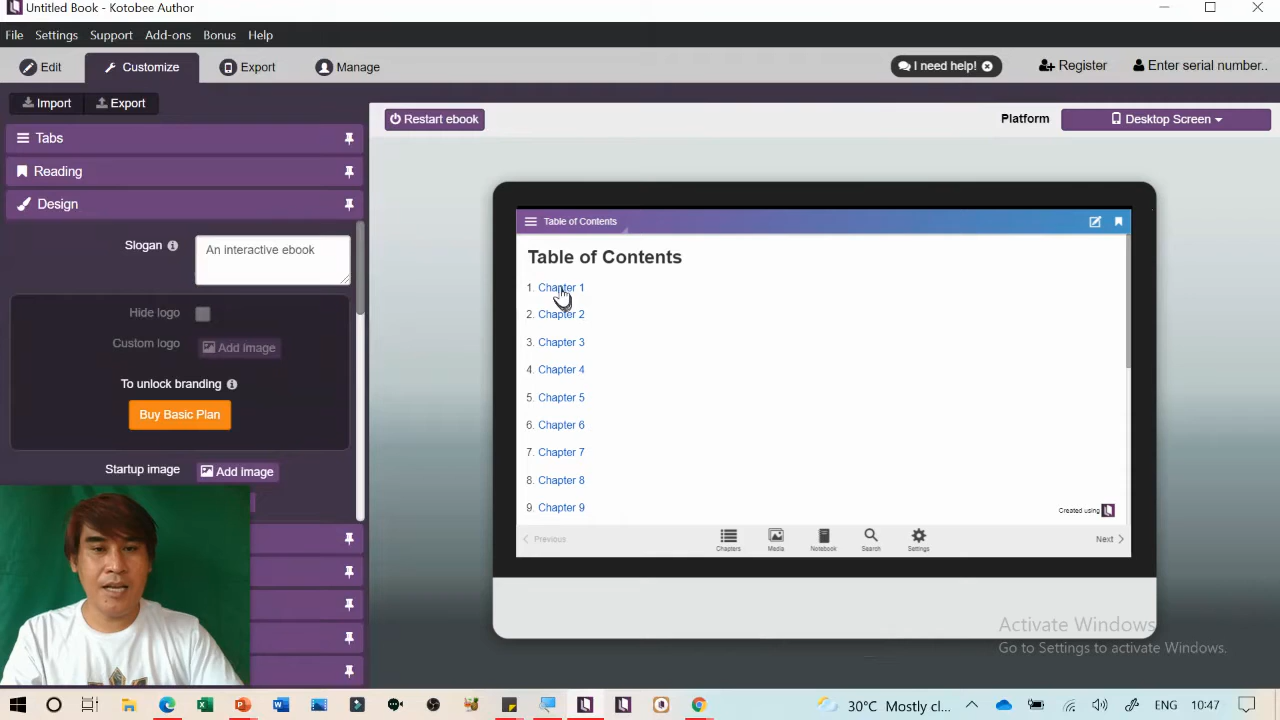 Untitled Book - Kotobee Author
File Settings Support Add-ons Bonus Help
Edit Customize Export Manage I need help! Register Enter serial number..
Import Export
Tabs
Restart ebook Platform Desktop Screen
Reading
Design
Table of Contents
Slogan An interactive ebook
Table of Contents
1. Chapter 1
Hide logo
2. Chapter 2
Custom logo Add image
3. Chapter 3
4. Chapter 4
To unlock branding
5. Chapter 5
Buy Basic Plan
6. Chapter 6
7. Chapter 7
Startup image Add image
8. Chapter 8
9. Chapter 9
Created using
Previous Chapters Media Notebook Search Settings Next
Activate Windows
Go to Settings to activate Windows.
30°C Mostly cl... ENG 10:47